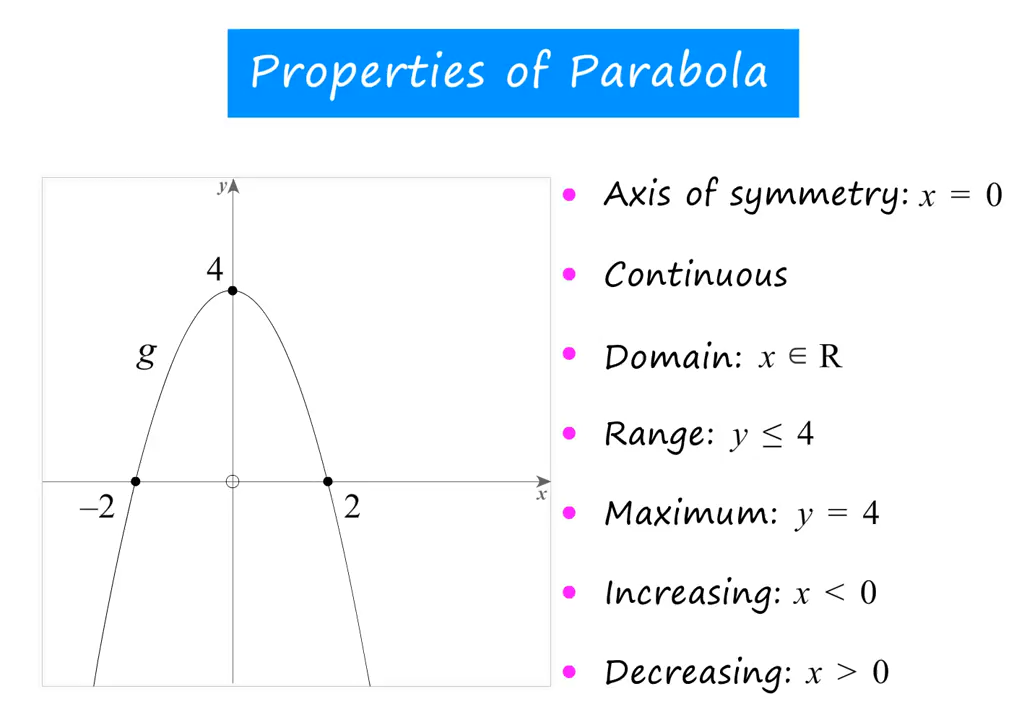 Properties of Parabola
y
4
g
−2
2
x
• Axis of symmetry: x = 0
• Continuous
• Domain: x ∈ R
• Range: y ≤ 4
• Maximum: y = 4
• Increasing: x < 0
• Decreasing: x > 0